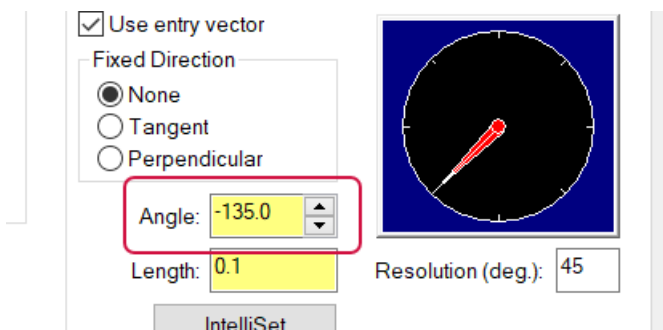 Use entry vector
Fixed Direction
None
Tangent
Perpendicular
Angle: -135.0
Length: 0.1
Resolution (deg.): 45
IntelliSet